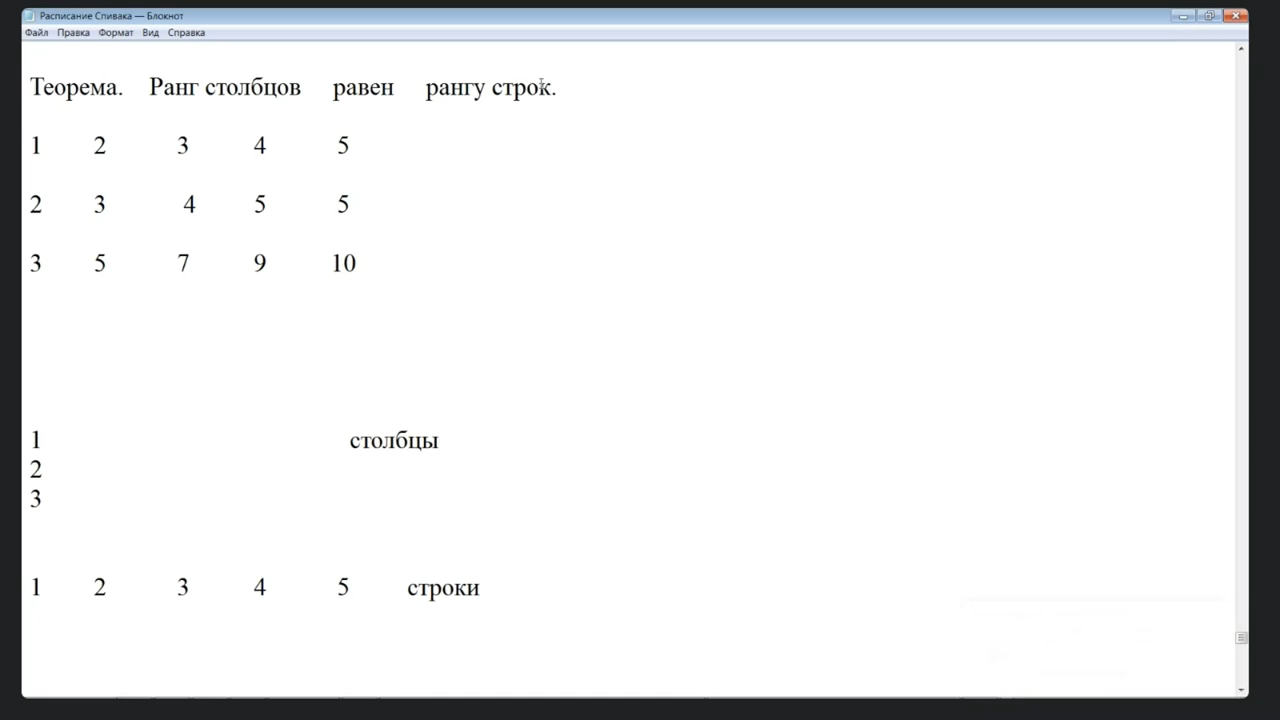 Расписание Спивака — Блокнот
Файл Правка Формат Вид Справка
Теорема. Ранг столбцов равен рангу строк.
1 2 3 4 5
2 3 4 5 5
3 5 7 9 10
1 столбцы
2
3
1 2 3 4 5 строки